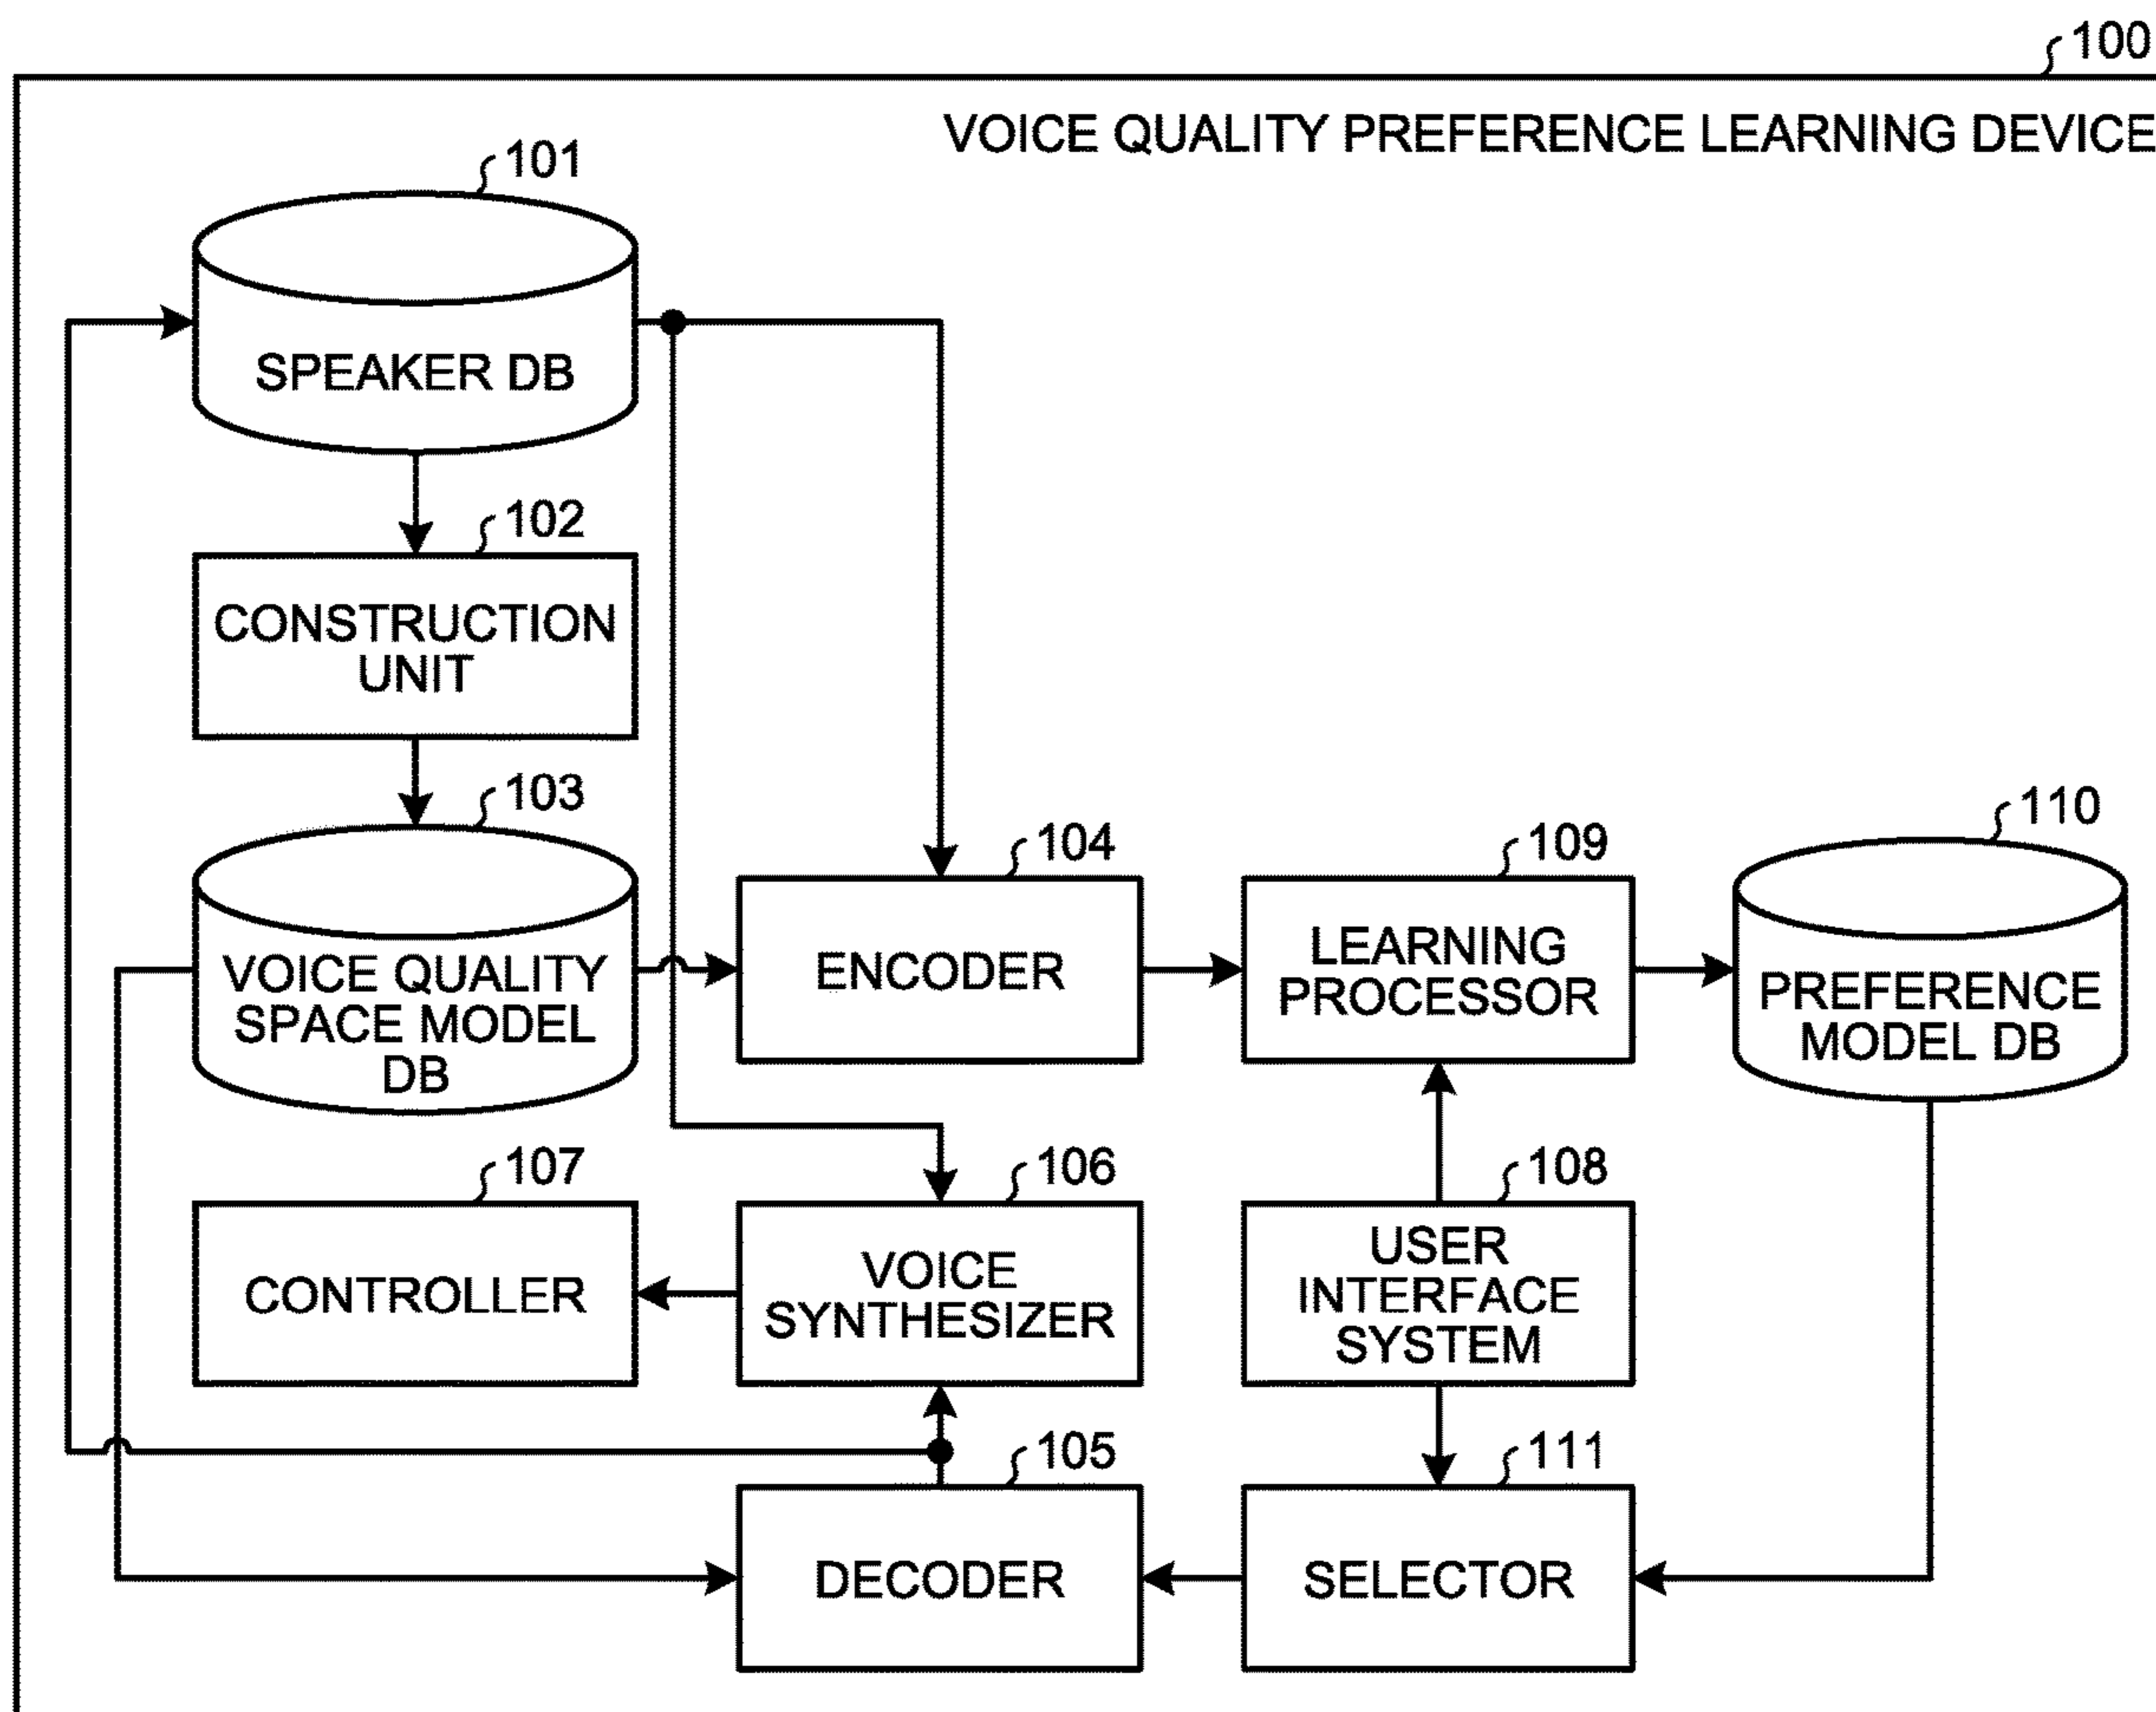 100
VOICE QUALITY PREFERENCE LEARNING DEVICE
101
SPEAKER DB
102
CONSTRUCTION
UNIT
103
VOICE QUALITY
SPACE MODEL
DB
104
ENCODER
109
LEARNING
PROCESSOR
110
PREFERENCE
MODEL DB
107
CONTROLLER
106
VOICE
SYNTHESIZER
108
USER
INTERFACE
SYSTEM
105
DECODER
111
SELECTOR